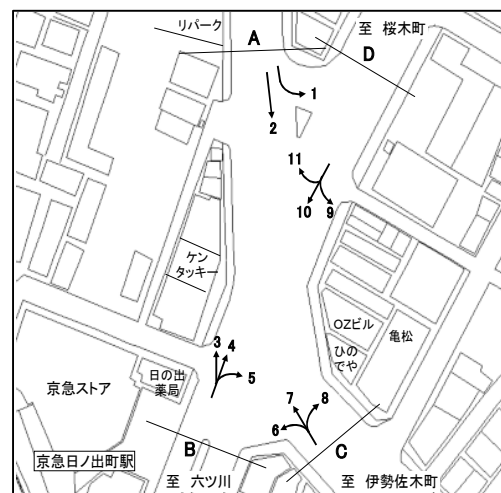 リパーク
A
至 桜木町
D
1
2
11
10
9
ケン
タッキー
OZビル
亀松
ひの
でや
3
4
5
日の出
薬局
京急ストア
7
8
6
B
C
京急日ノ出町駅
至 六ツ川
至 伊勢佐木町